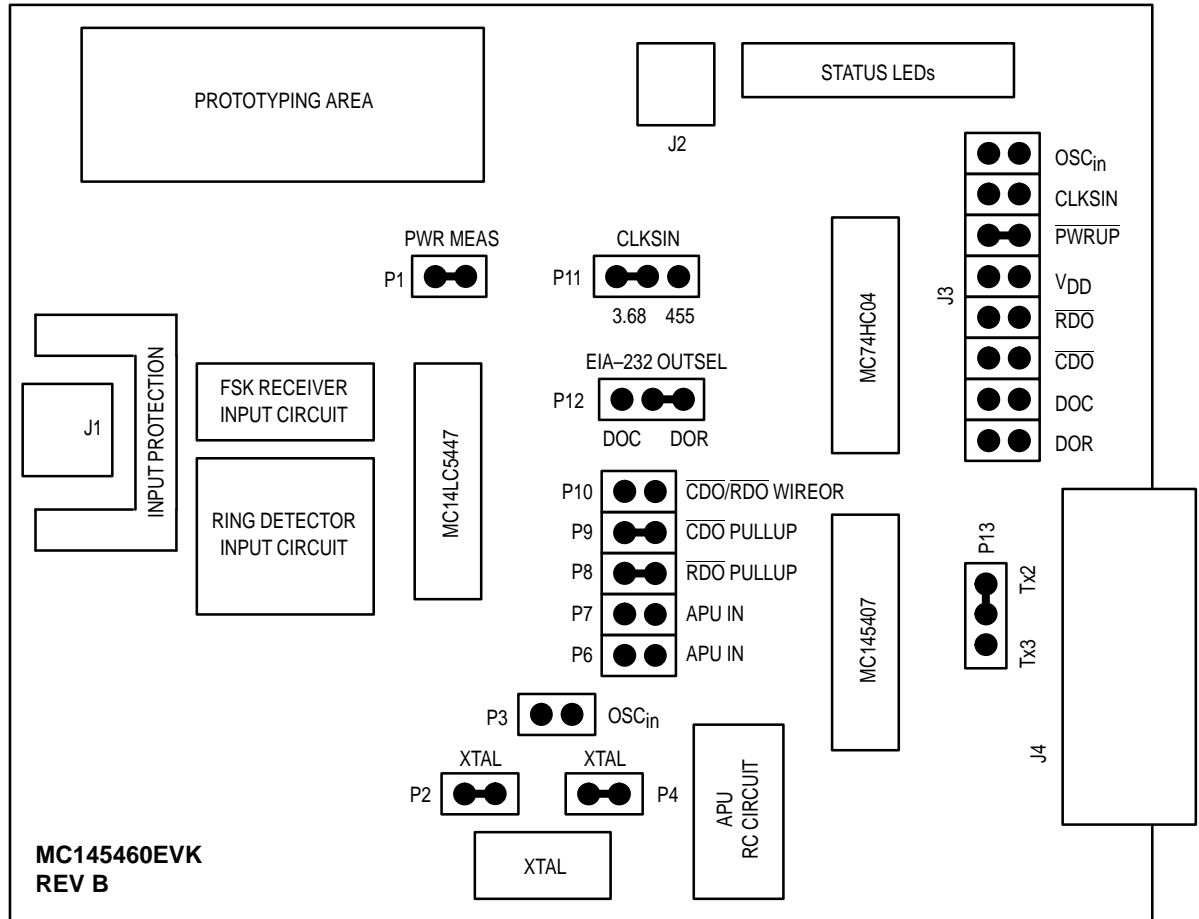 PROTOTYPING AREA
STATUS LEDs
J2
OSCin
CLKSIN
PWRUP
VDD
RDO
CDO
DOC
DOR
J3
PWR MEAS
P1
CLKSIN
P11
3.68 455
EIA–232 OUTSEL
P12
DOC DOR
MC74HC04
J1
INPUT PROTECTION
FSK RECEIVER
INPUT CIRCUIT
RING DETECTOR
INPUT CIRCUIT
MC14LC5447
P10 CDO/RDO WIREOR
P9 CDO PULLUP
P8 RDO PULLUP
P7 APU IN
P6 APU IN
MC145407
P13
Tx2
Tx3
J4
P3 OSCin
XTAL
P2
XTAL
P4
APU
RC CIRCUIT
XTAL
MC145460EVK
REV B